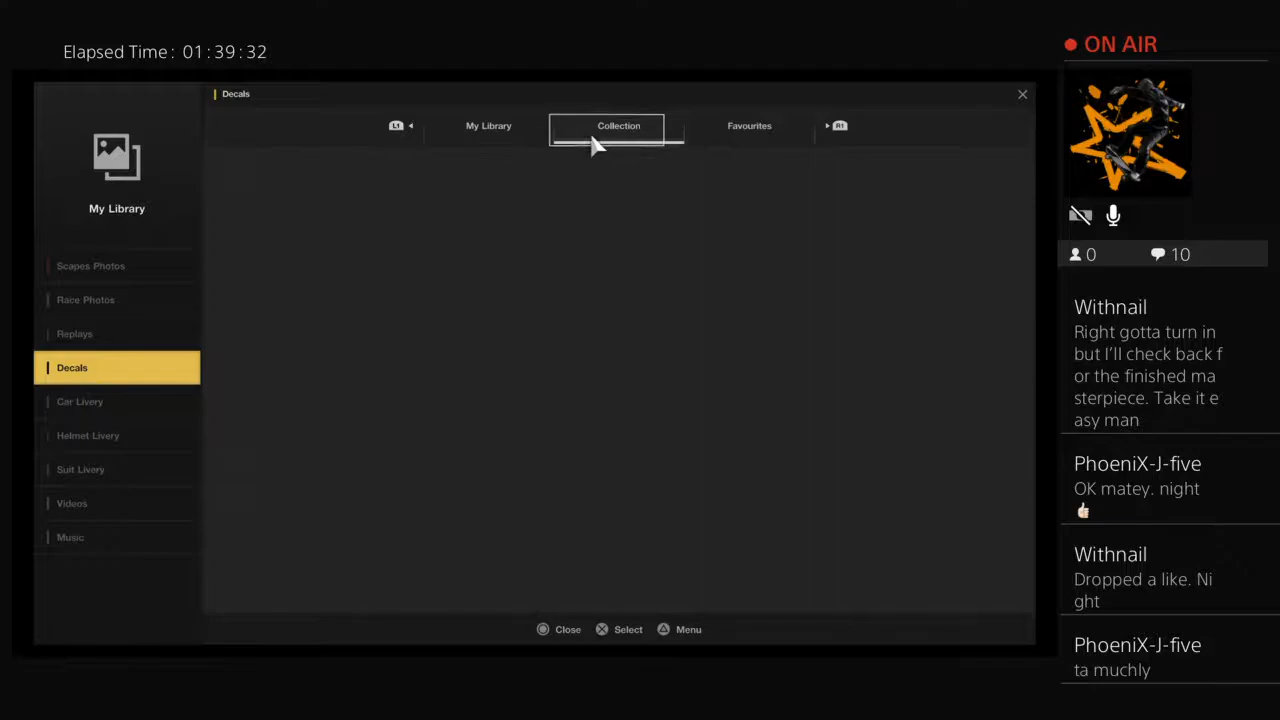 Elapsed Time: 01:39:32
ON AIR
Decals
L1
My Library
Collection
Favourites
R1
My Library
Scapes Photos
Race Photos
Replays
Decals
Car Livery
Helmet Livery
Suit Livery
Videos
Music
Close
Select
Menu
0
10
Withnail
Right gotta turn in
but I'll check back f
or the finished ma
sterpiece. Take it e
asy man
PhoeniX-J-five
OK matey. night
Withnail
Dropped a like. Ni
ght
PhoeniX-J-five
ta muchly